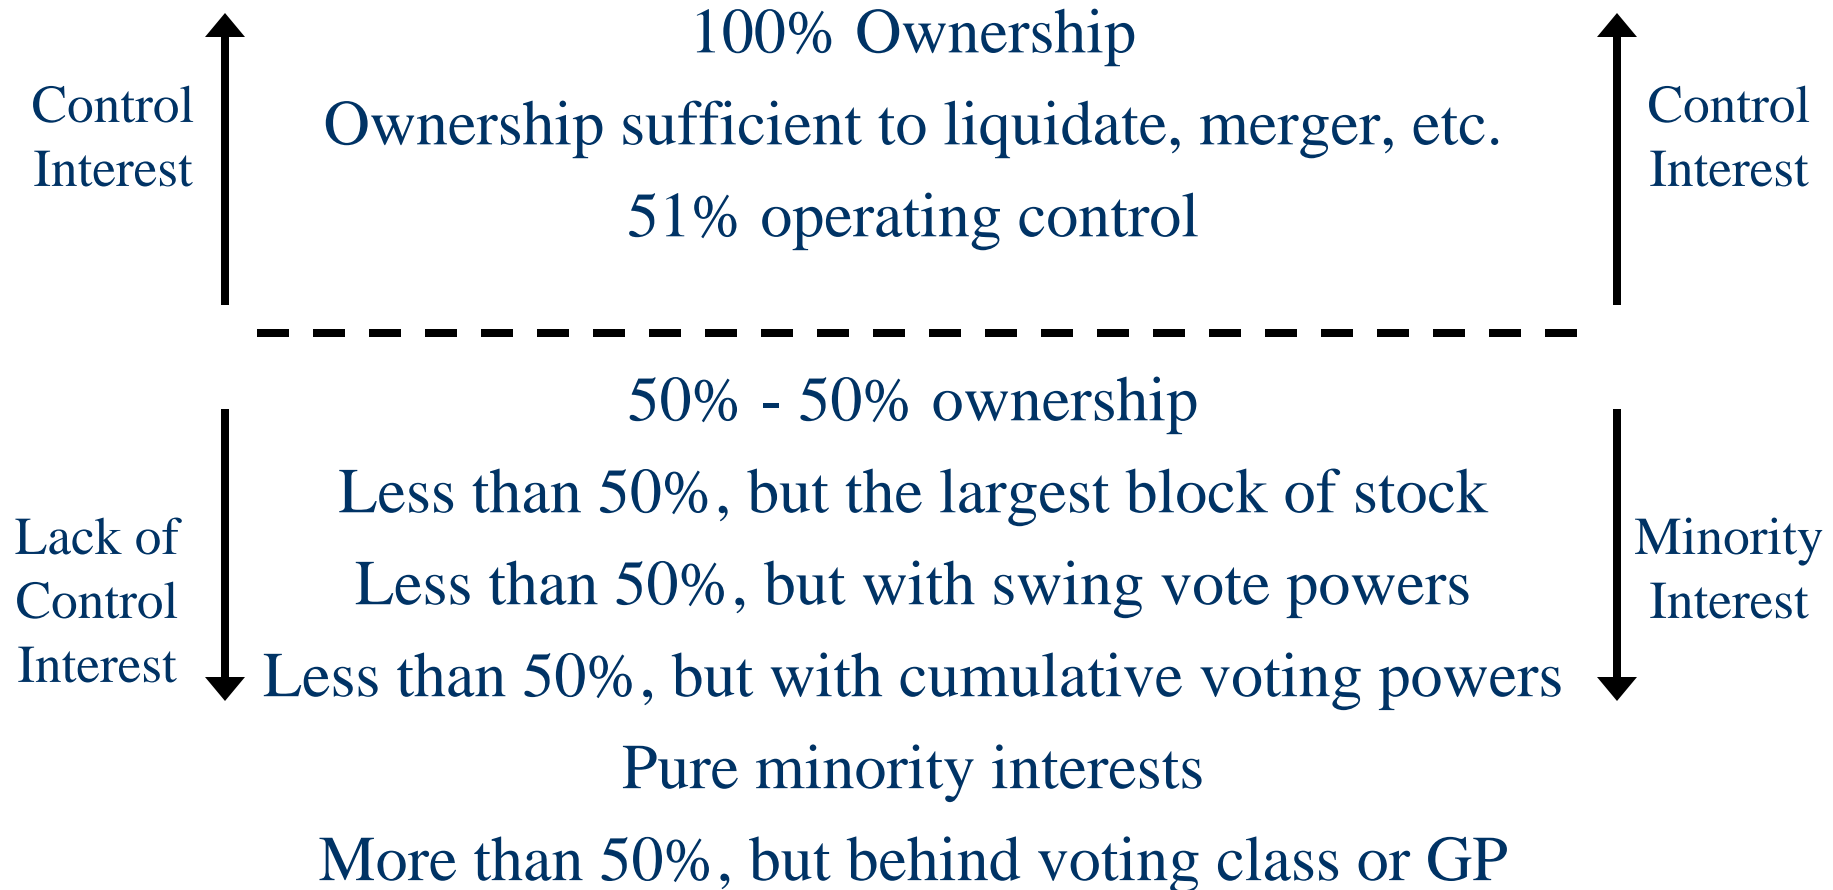 100% Ownership
Control
Interest
Ownership sufficient to liquidate, merger, etc.
Control
Interest
51% operating control
50% - 50% ownership
Less than 50%, but the largest block of stock
Lack of
Control
Interest
Less than 50%, but with swing vote powers
Minority
Interest
Less than 50%, but with cumulative voting powers
Pure minority interests
More than 50%, but behind voting class or GP